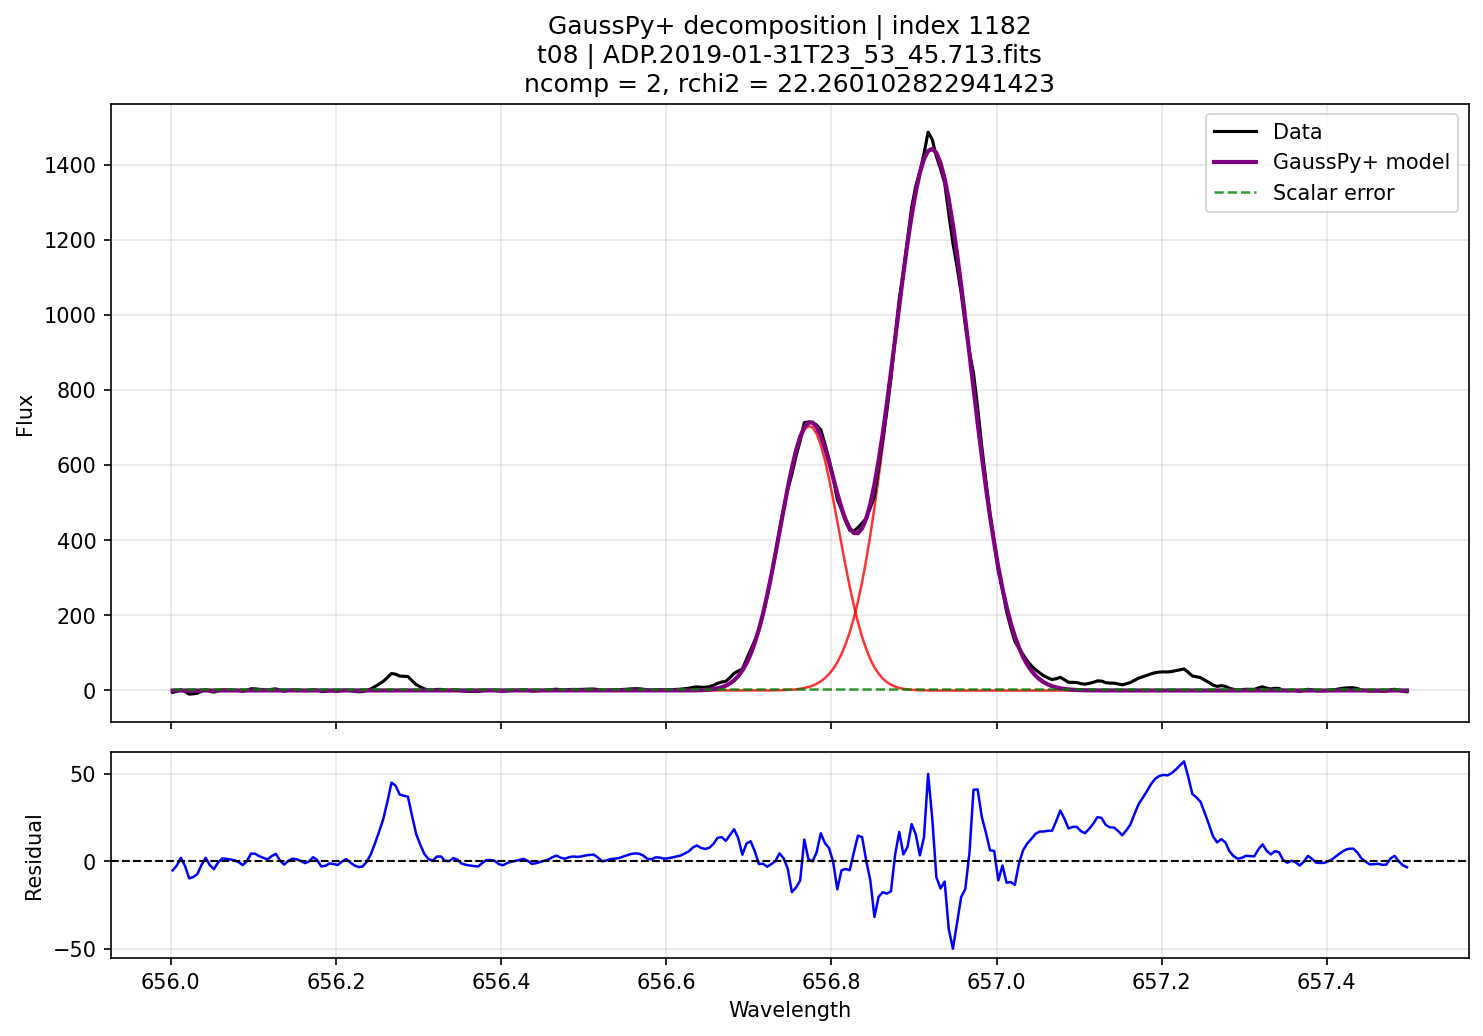 GaussPy+ decomposition | index 1182
t08 | ADP.2019-01-31T23_53_45.713.fits
ncomp = 2, rchi2 = 22.260102822941423
Data
GaussPy+ model
Scalar error
1400
1200
1000
800
600
400
200
0
Flux
50
0
−50
Residual
656.0
656.2
656.4
656.6
656.8
657.0
657.2
657.4
Wavelength